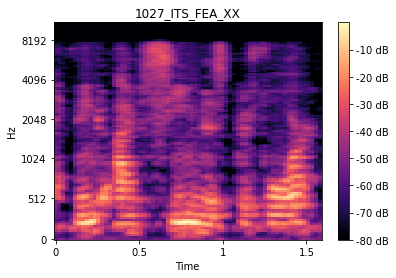 1027_ITS_FEA_XX
8192
4096
2048
1024
512
0
Hz
0
0.5
1
1.5
Time
-10 dB
-20 dB
-30 dB
-40 dB
-50 dB
-60 dB
-70 dB
-80 dB